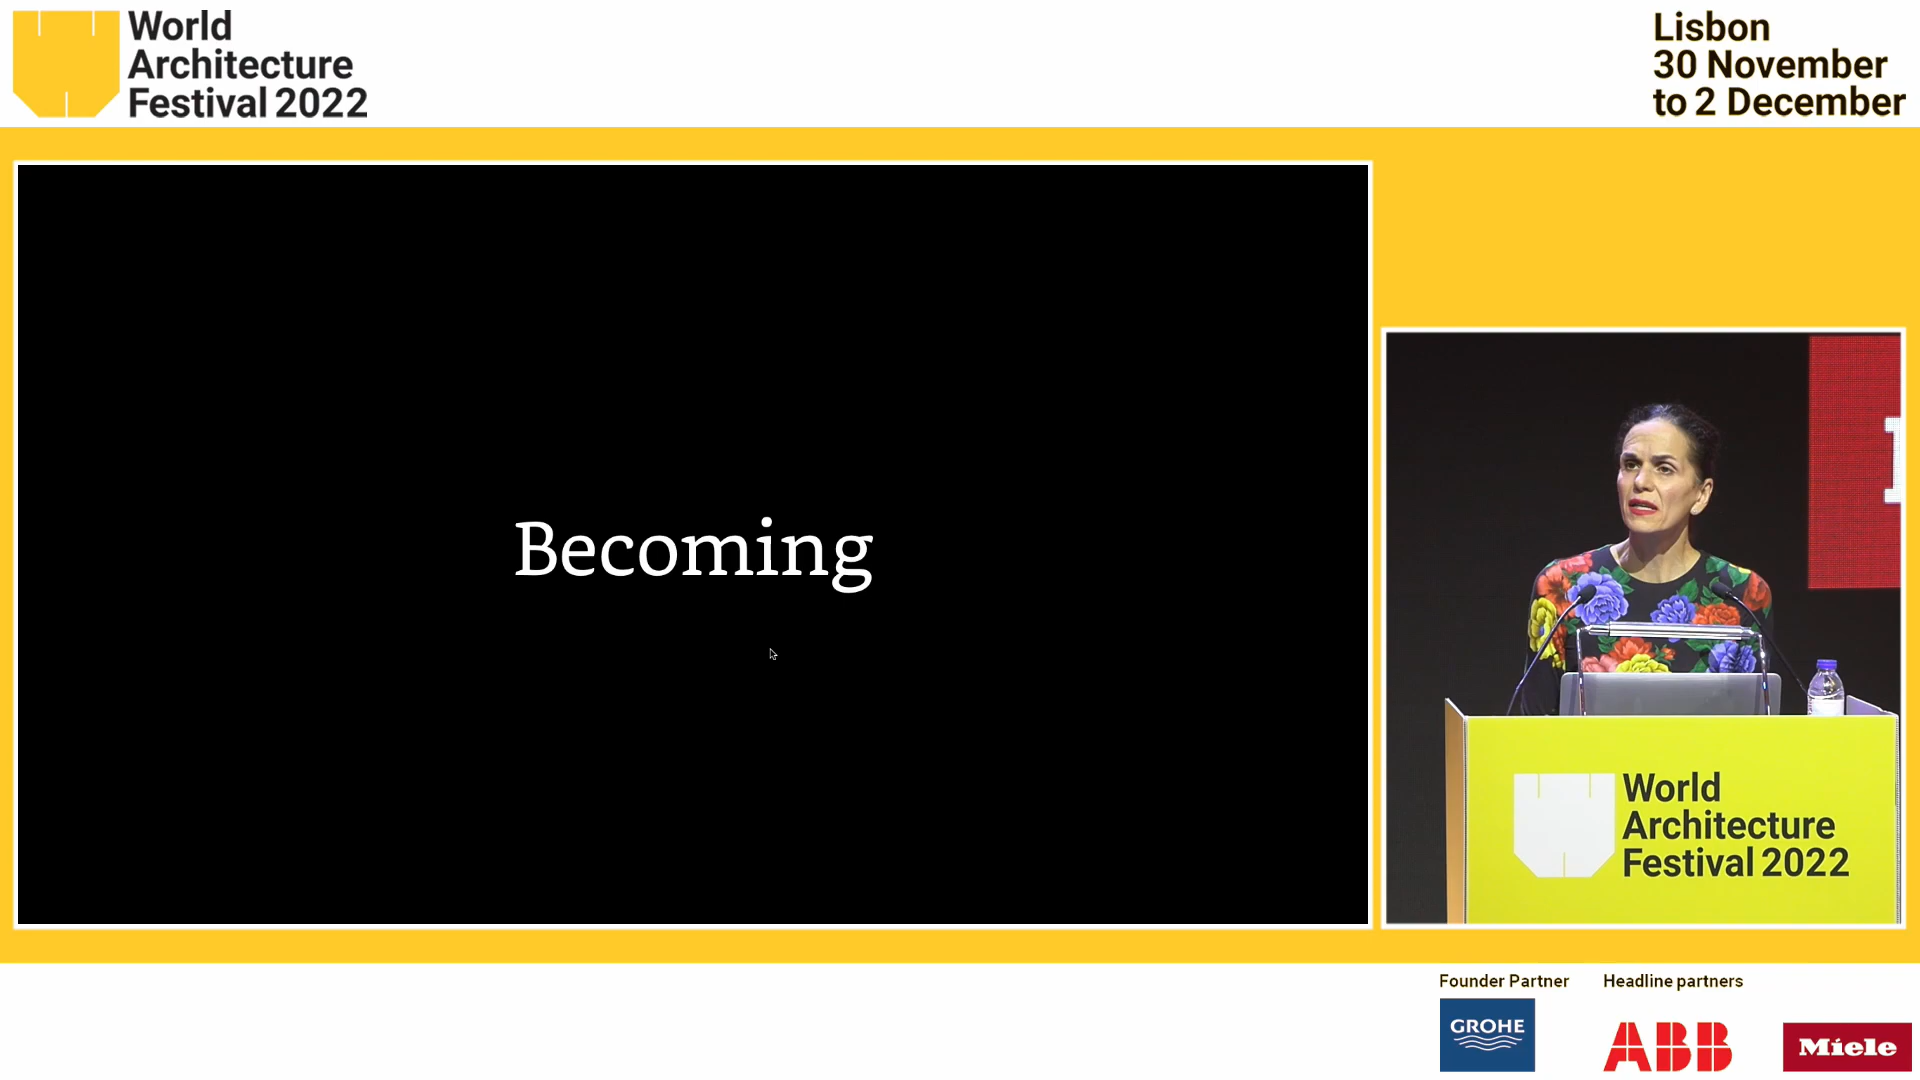 World
Architecture
Festival 2022
Lisbon
30 November
to 2 December
Becoming
World
Architecture
Festival 2022
Founder Partner
Headline partners
GROHE
ABB
Miele